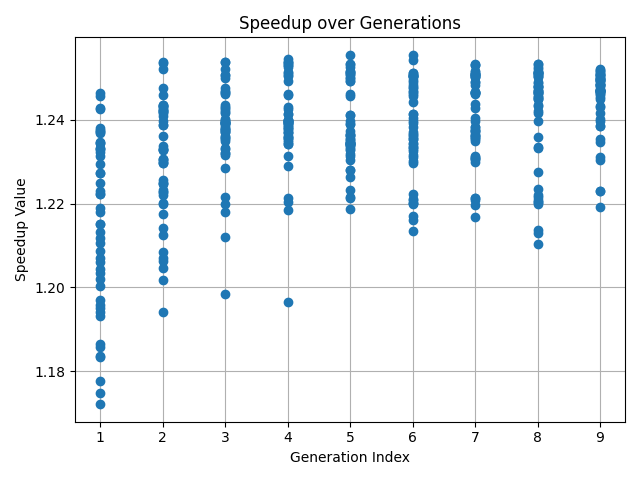 Speedup over Generations
Speedup Value
1.24
1.22
1.20
1.18
1 2 3 4 5 6 7 8 9
Generation Index